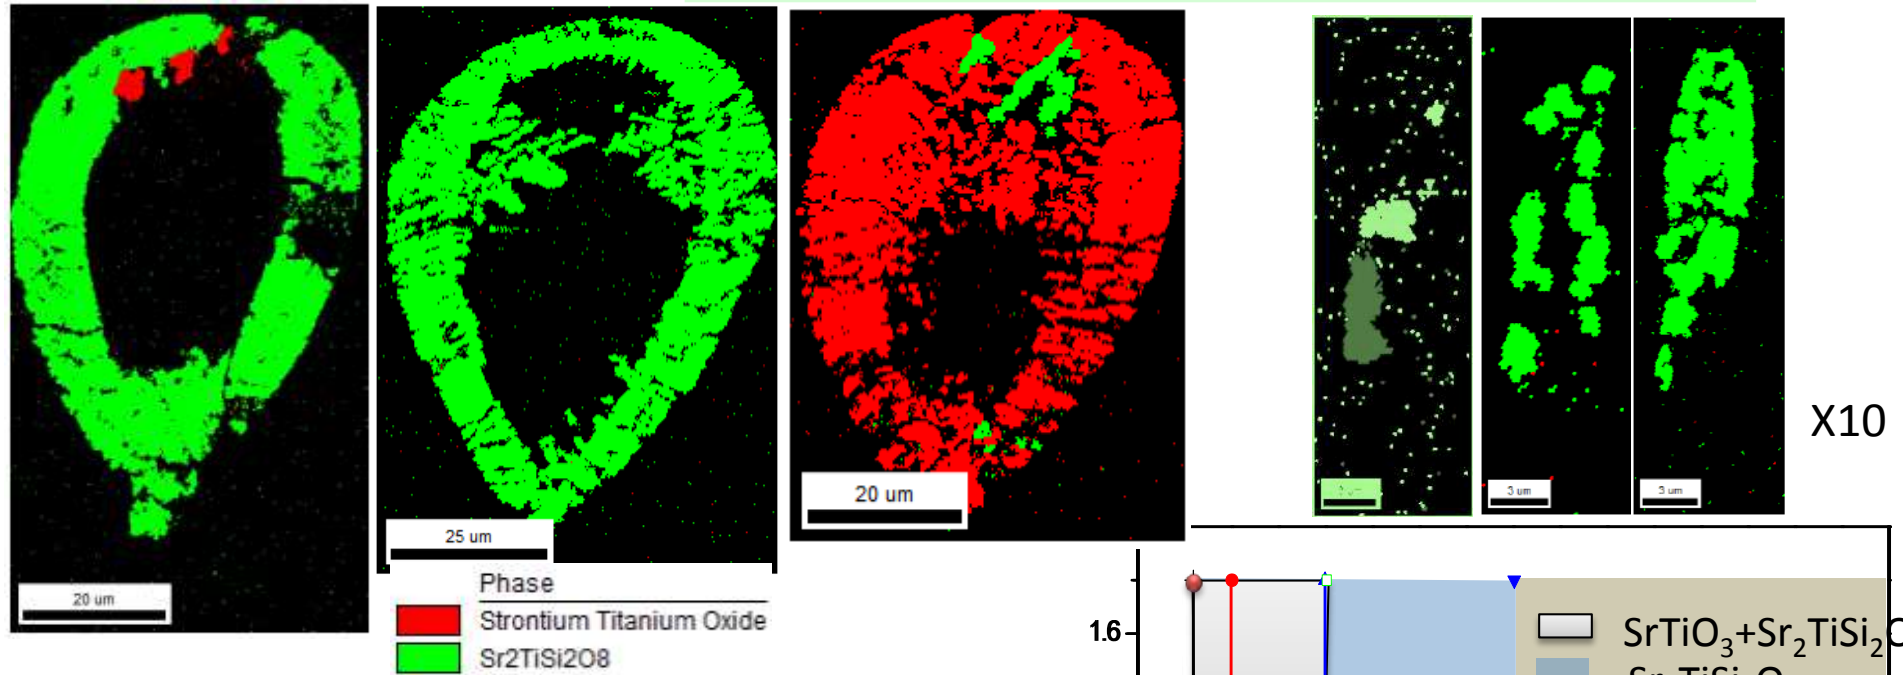 20 um
25 um
Phase
Strontium Titanium Oxide
Sr2TiSi2O8
20 um
3 um
3 um
X10
1.6
SrTiO₃+Sr₂TiSi₂O